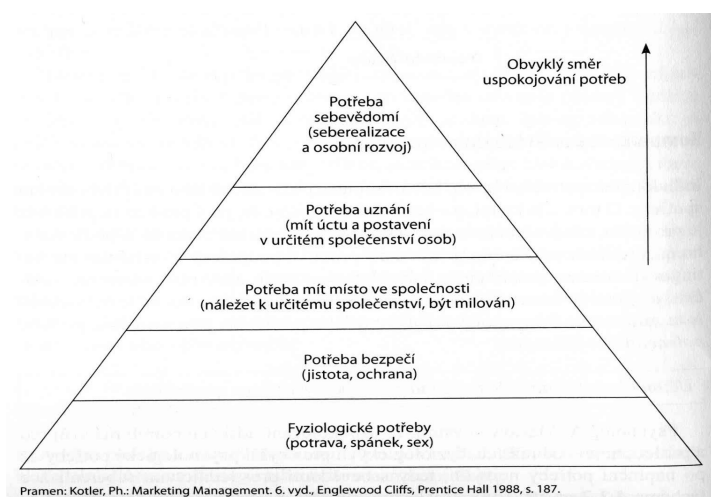 Obvyklý směr
uspokojování potřeb
Potřeba
sebevědomí
(seberealizace
a osobní rozvoj)
Potřeba uznání
(mít úctu a postavení
v určitém společenství osob)
Potřeba mít místo ve společnosti
(náležet k určitému společenství, být milován)
Potřeba bezpečí
(jistota, ochrana)
Fyziologické potřeby
(potrava, spánek, sex)
Pramen: Kotler, Ph.: Marketing Management. 6. vyd., Englewood Cliffs, Prentice Hall 1988, s. 187.